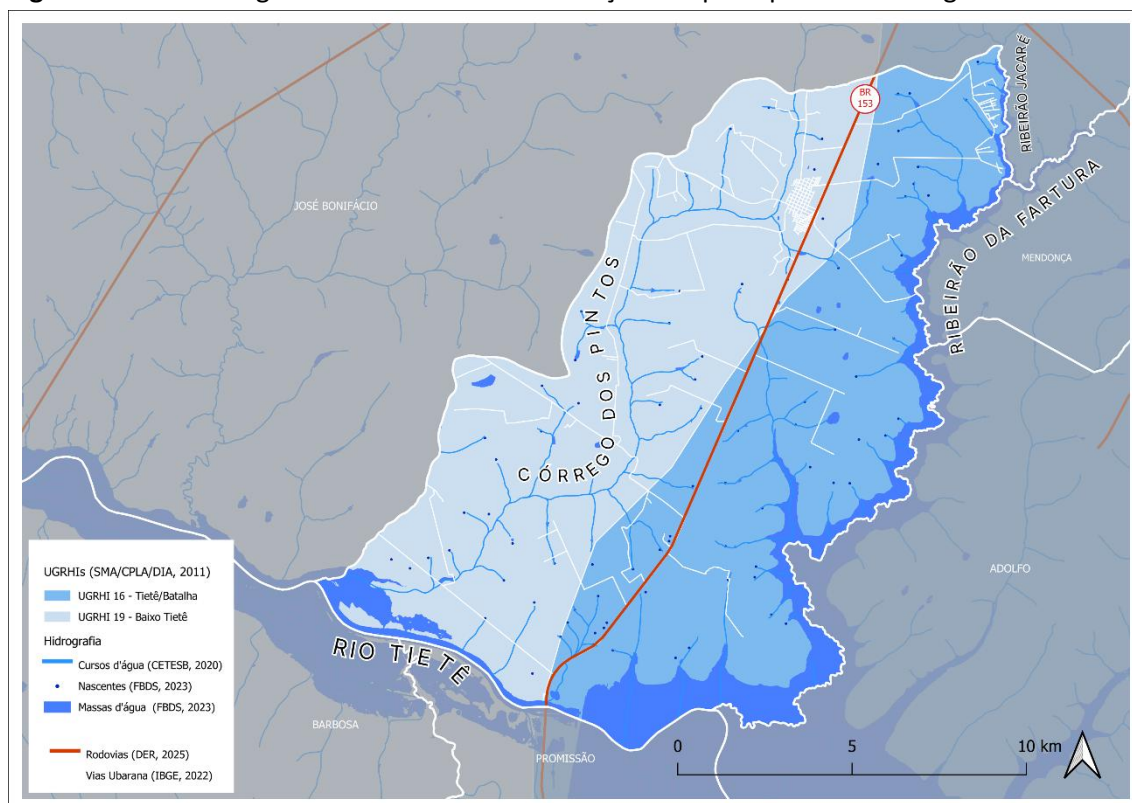 BR
153
RIBEIRÃO JACARÉ
RIBEIRÃO DA FARTURA
JOSÉ BONIFÁCIO
MENDONÇA
CÓRREGO DOS PINTOS
ADOLFO
RIO TIETÊ
BARBOSA
PROMISSÃO
UGRHIs (SMA/CPLA/DIA, 2011)
UGRHI 16 - Tietê/Batalha
UGRHI 19 - Baixo Tietê
Hidrografia
Cursos d'água (CETESB, 2020)
Nascentes (FBDS, 2023)
Massas d'água (FBDS, 2023)
Rodovias (DER, 2025)
Vias Ubarana (IBGE, 2022)
0 5 10 km